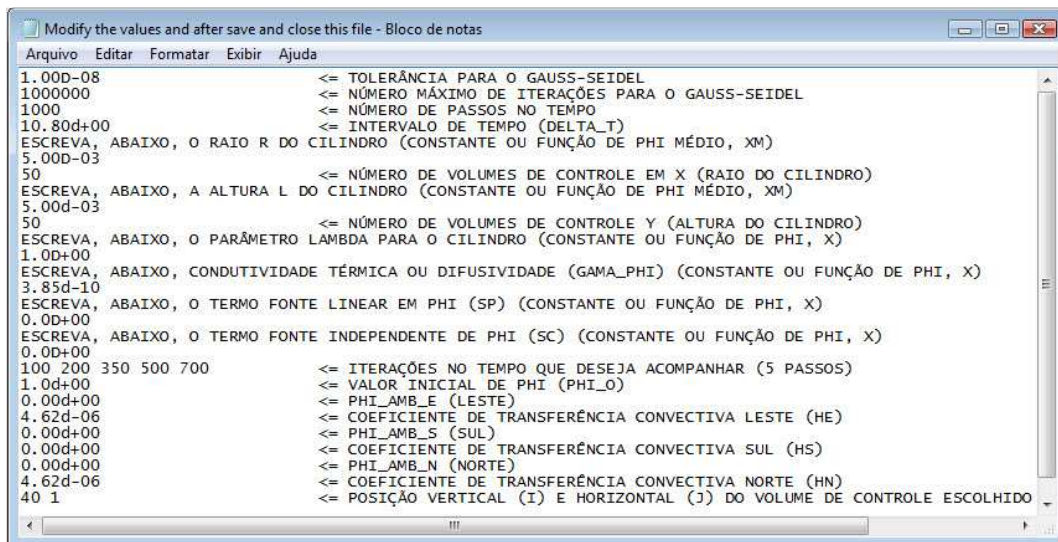 Modify the values and after save and close this file - Bloco de notas
Arquivo Editar Formatar Exibir Ajuda
1.00D-08 <= TOLERÂNCIA PARA O GAUSS-SEIDEL
1000000 <= NÚMERO MÁXIMO DE ITERAÇÕES PARA O GAUSS-SEIDEL
1000 <= NÚMERO DE PASSOS NO TEMPO
10.80d+00 <= INTERVALO DE TEMPO (DELTA_T)
ESCREVA, ABAIXO, O RAIO R DO CILINDRO (CONSTANTE OU FUNÇÃO DE PHI MÉDIO, XM)
5.00D-03
50 <= NÚMERO DE VOLUMES DE CONTROLE EM X (RAIO DO CILINDRO)
ESCREVA, ABAIXO, A ALTURA L DO CILINDRO (CONSTANTE OU FUNÇÃO DE PHI MÉDIO, XM)
5.00d-03
50 <= NÚMERO DE VOLUMES DE CONTROLE Y (ALTURA DO CILINDRO)
ESCREVA, ABAIXO, O PARÂMETRO LAMBDA PARA O CILINDRO (CONSTANTE OU FUNÇÃO DE PHI, X)
1.0D+00
ESCREVA, ABAIXO, CONDUTIVIDADE TÉRMICA OU DIFUSIVIDADE (GAMA_PHI) (CONSTANTE OU FUNÇÃO DE PHI, X)
3.85d-10
ESCREVA, ABAIXO, O TERMO FONTE LINEAR EM PHI (SP) (CONSTANTE OU FUNÇÃO DE PHI, X)
0.0D+00
ESCREVA, ABAIXO, O TERMO FONTE INDEPENDENTE DE PHI (SC) (CONSTANTE OU FUNÇÃO DE PHI, X)
0.0D+00
100 200 350 500 700 <= ITERAÇÕES NO TEMPO QUE DESEJA ACOMPANHAR (5 PASSOS)
1.0d+00 <= VALOR INICIAL DE PHI (PHI_O)
0.00d+00 <= PHI_AMB_E (LESTE)
4.62d-06 <= COEFICIENTE DE TRANSFERÊNCIA CONVECTIVA LESTE (HE)
0.00d+00 <= PHI_AMB_S (SUL)
0.00d+00 <= COEFICIENTE DE TRANSFERÊNCIA CONVECTIVA SUL (HS)
0.00d+00 <= PHI_AMB_N (NORTE)
4.62d-06 <= COEFICIENTE DE TRANSFERÊNCIA CONVECTIVA NORTE (HN)
40 1 <= POSIÇÃO VERTICAL (I) E HORIZONTAL (J) DO VOLUME DE CONTROLE ESCOLHIDO